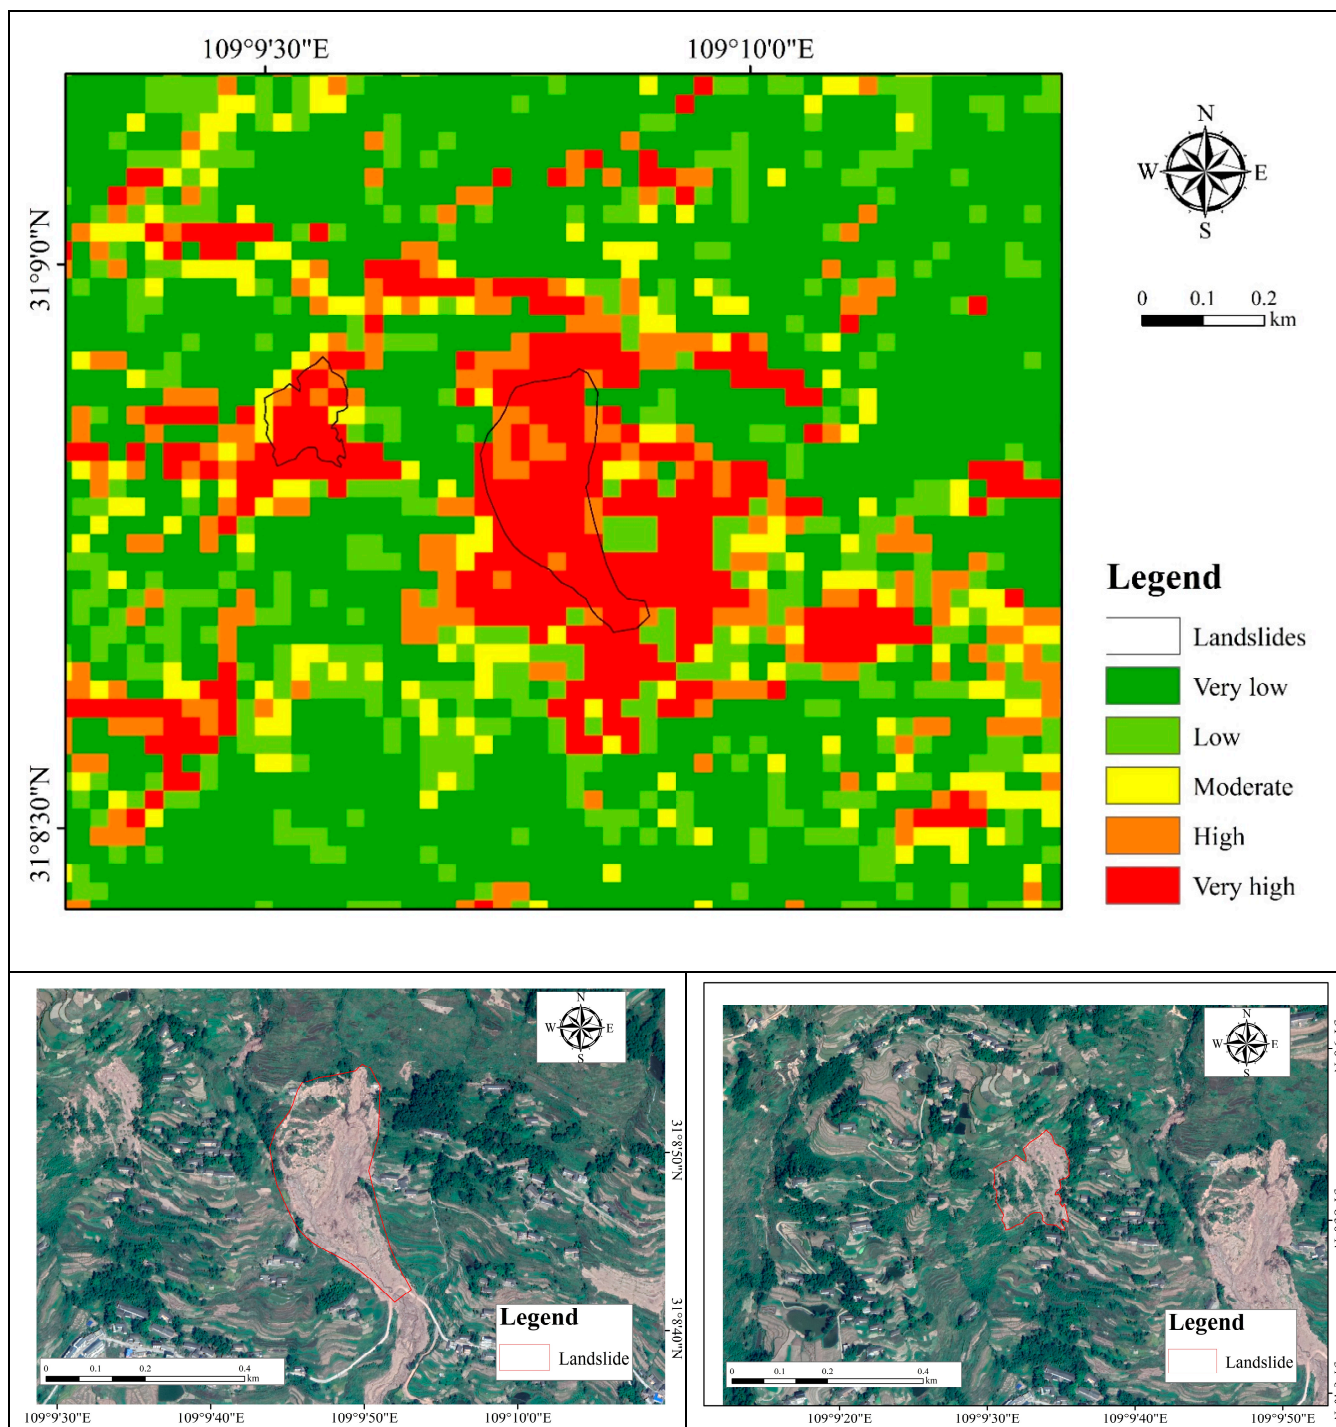 109°9'30"E
109°10'0"E
31°9'0"N
31°8'30"N
N
W
E
S
0
0.1
0.2
km
Legend
Landslides
Very low
Low
Moderate
High
Very high
N
W
E
S
31°8'50"N
31°8'40"N
Legend
Landslide
0
0.1
0.2
0.4
km
109°9'30"E
109°9'40"E
109°9'50"E
109°10'0"E
N
W
E
S
Legend
Landslide
0
0.1
0.2
0.4
km
109°9'20"E
109°9'30"E
109°9'40"E
109°9'50"E